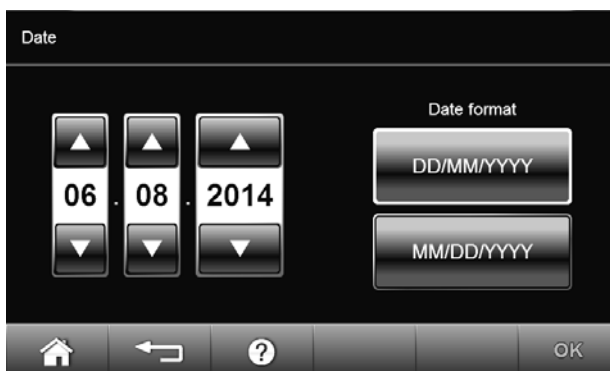 Date
Date format
DD/MM/YYYY
06 . 08 . 2014
MM/DD/YYYY
?
OK